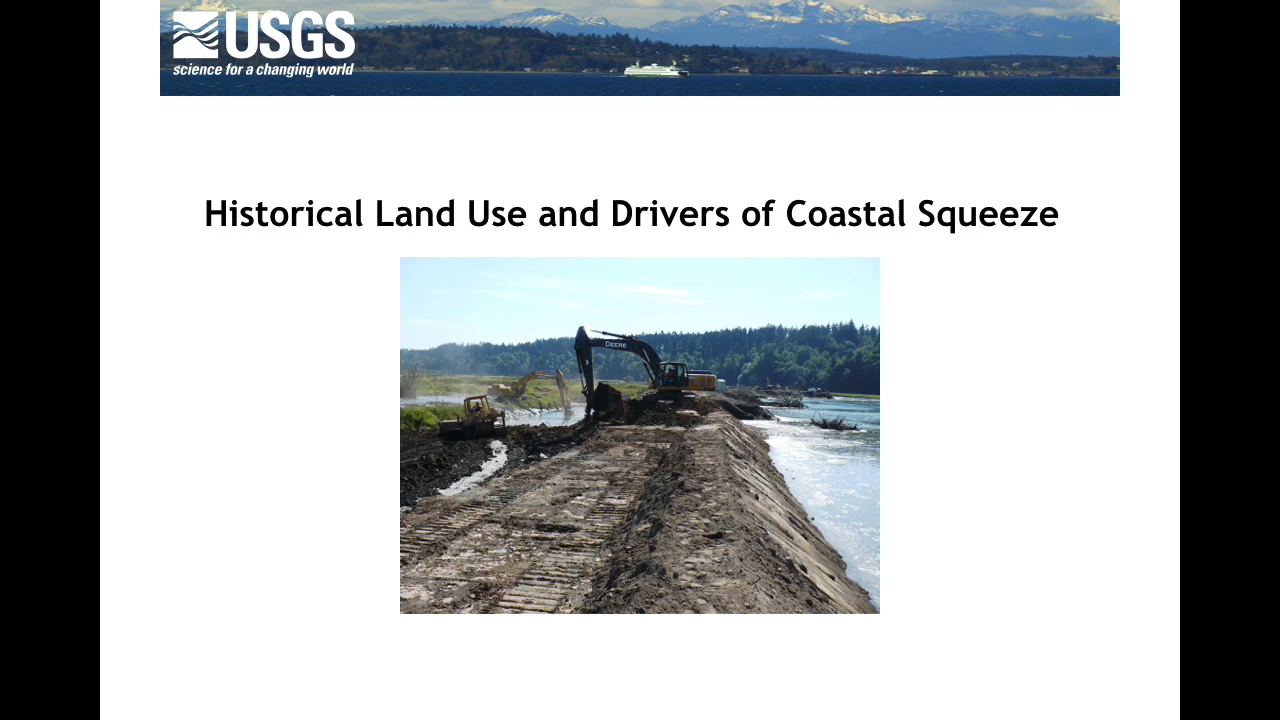 USGS
science for a changing world
Historical Land Use and Drivers of Coastal Squeeze
DEERE